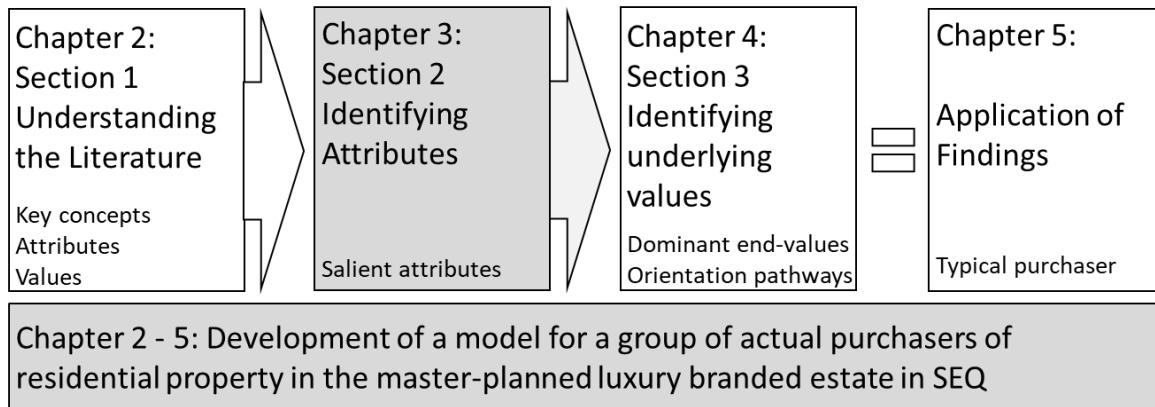 Chapter 2:
Section 1
Understanding
the Literature
Key concepts
Attributes
Values
Chapter 3:
Section 2
Identifying
Attributes
Salient attributes
Chapter 4:
Section 3
Identifying
underlying
values
Dominant end-values
Orientation pathways
Chapter 5:
Application of
Findings
Typical purchaser
Chapter 2 - 5: Development of a model for a group of actual purchasers of
residential property in the master-planned luxury branded estate in SEQ